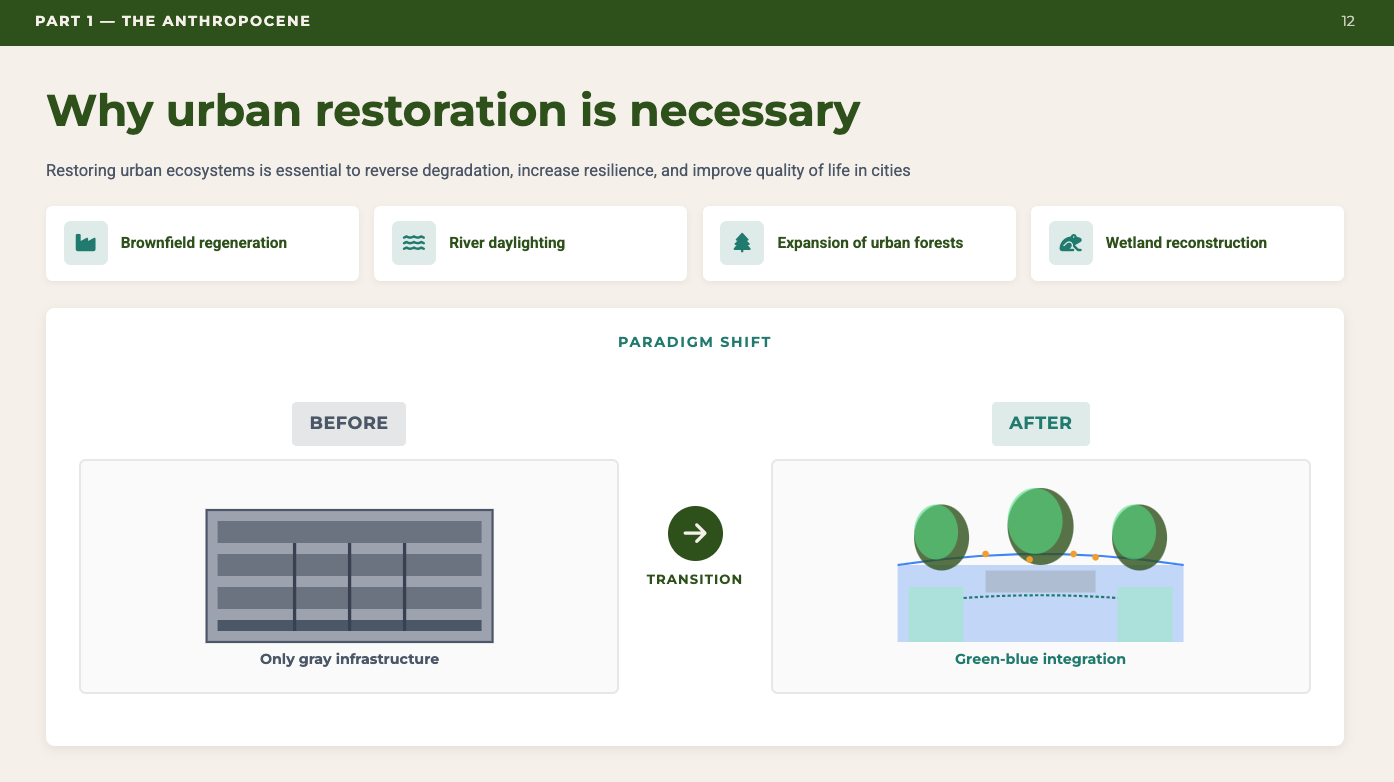 PART 1 — THE ANTHROPOCENE
12
Why urban restoration is necessary
Restoring urban ecosystems is essential to reverse degradation, increase resilience, and improve quality of life in cities
Brownfield regeneration
River daylighting
Expansion of urban forests
Wetland reconstruction
PARADIGM SHIFT
BEFORE
Only gray infrastructure
TRANSITION
AFTER
Green-blue integration